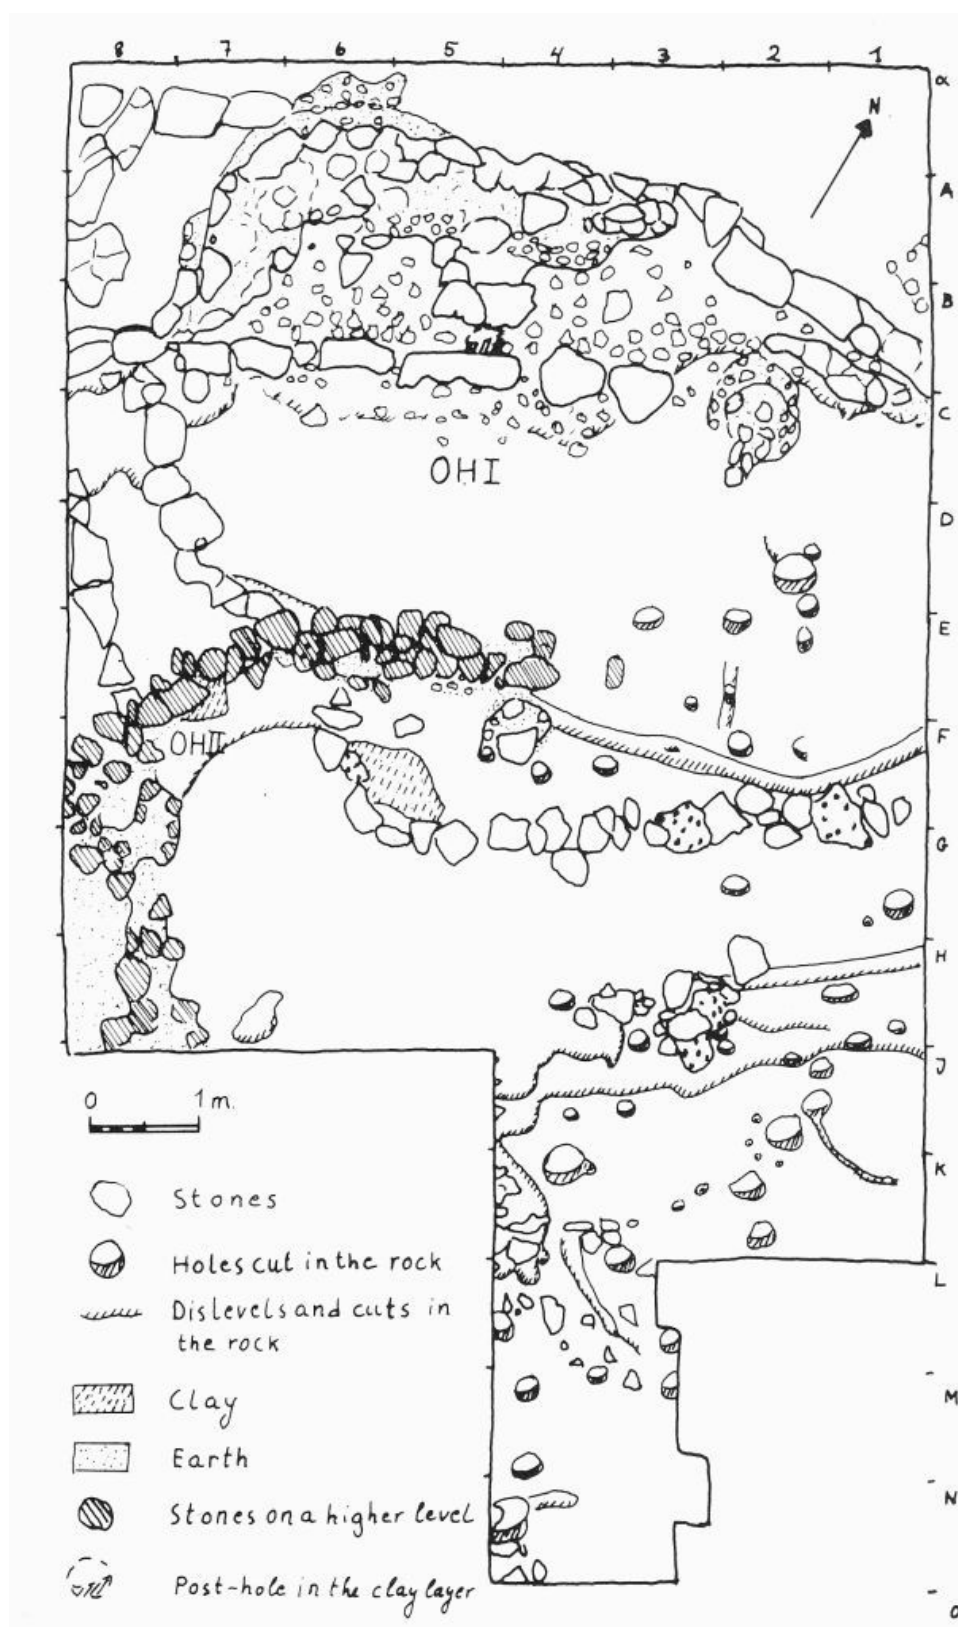 8 7 6 5 4 3 2 1
α
N
A
B
C
OHI
D
E
F
OHII
G
H
J
0 1 m.
K
Stones
Holes cut in the rock
L
Dislevels and cuts in
the rock
Clay
M
Earth
N
Stones on a higher level
Post-hole in the clay layer
O